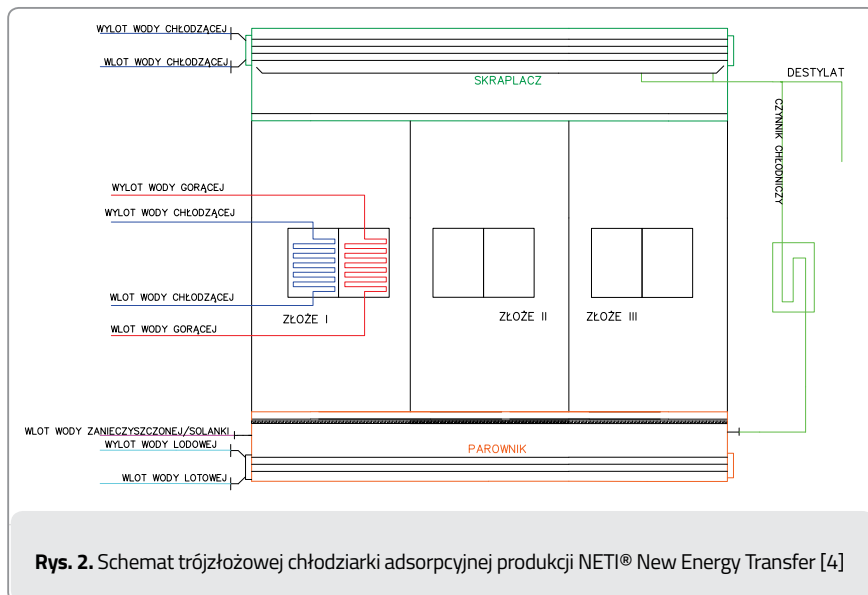 WYLOT WODY CHŁODZĄCEJ
WLOT WODY CHŁODZĄCEJ
SKRAPLACZ
DESTYLAT
CZYNNIK CHŁODNICZY
WYLOT WODY GORĄCEJ
WYLOT WODY CHŁODZĄCEJ
WLOT WODY CHŁODZĄCEJ
ZŁOŻE I
ZŁOŻE II
ZŁOŻE III
WLOT WODY GORĄCEJ
WLOT WODY ZANIECZYSZCZONEJ/SOLANKI
WYLOT WODY LODOWEJ
PAROWNIK
WLOT WODY LOTOWEJ
Rys. 2. Schemat trójzłożowej chłodziarki adsorpcyjnej produkcji NETI® New Energy Transfer [4]